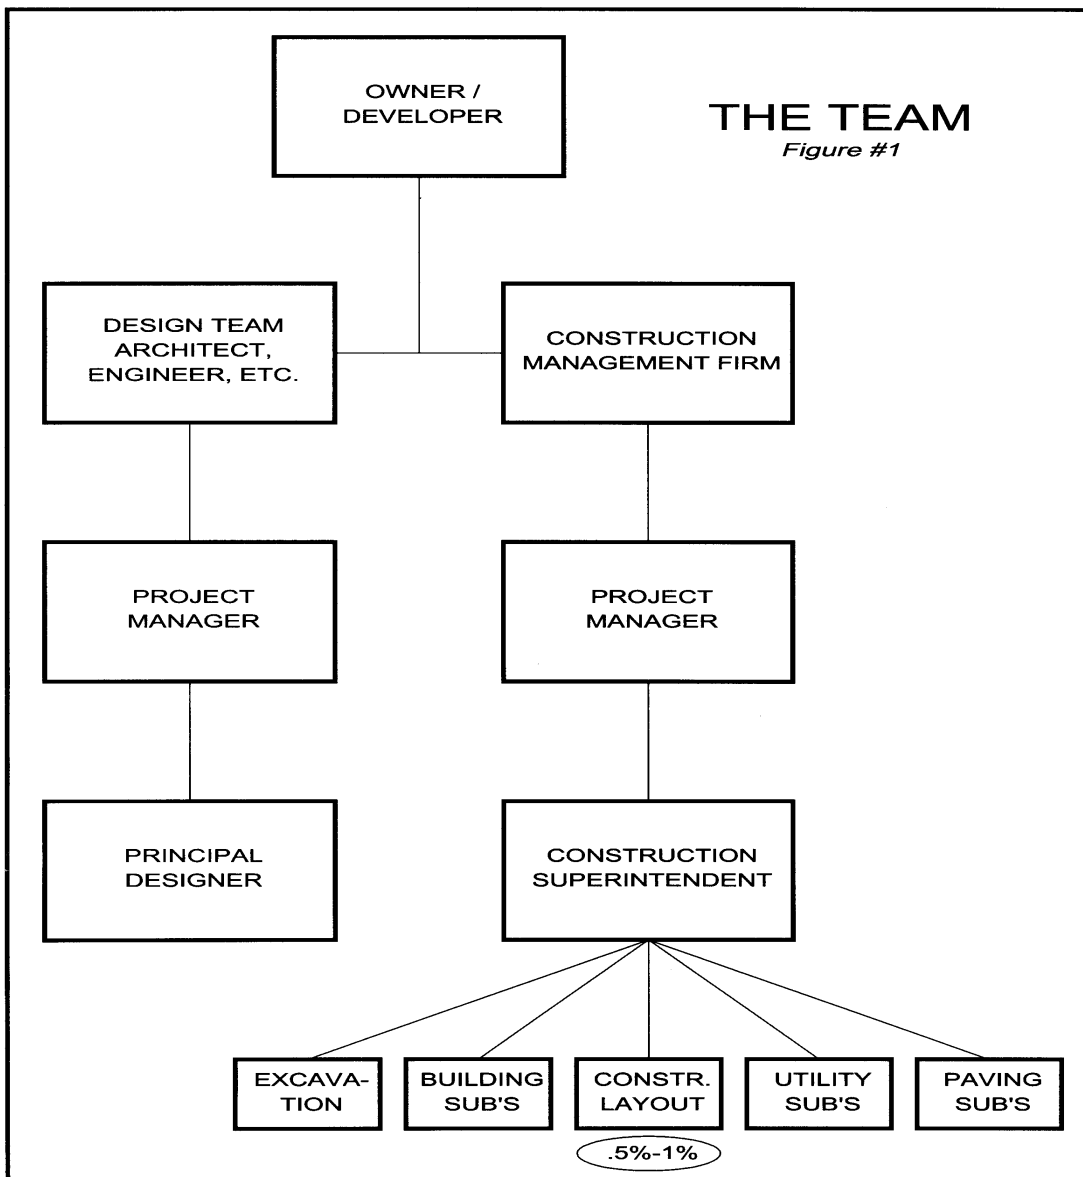 OWNER /
DEVELOPER
THE TEAM
Figure #1
DESIGN TEAM
ARCHITECT,
ENGINEER, ETC.
CONSTRUCTION
MANAGEMENT FIRM
PROJECT
MANAGER
PROJECT
MANAGER
PRINCIPAL
DESIGNER
CONSTRUCTION
SUPERINTENDENT
EXCAVA-
TION
BUILDING
SUB'S
CONSTR.
LAYOUT
UTILITY
SUB'S
PAVING
SUB'S
.5%-1%